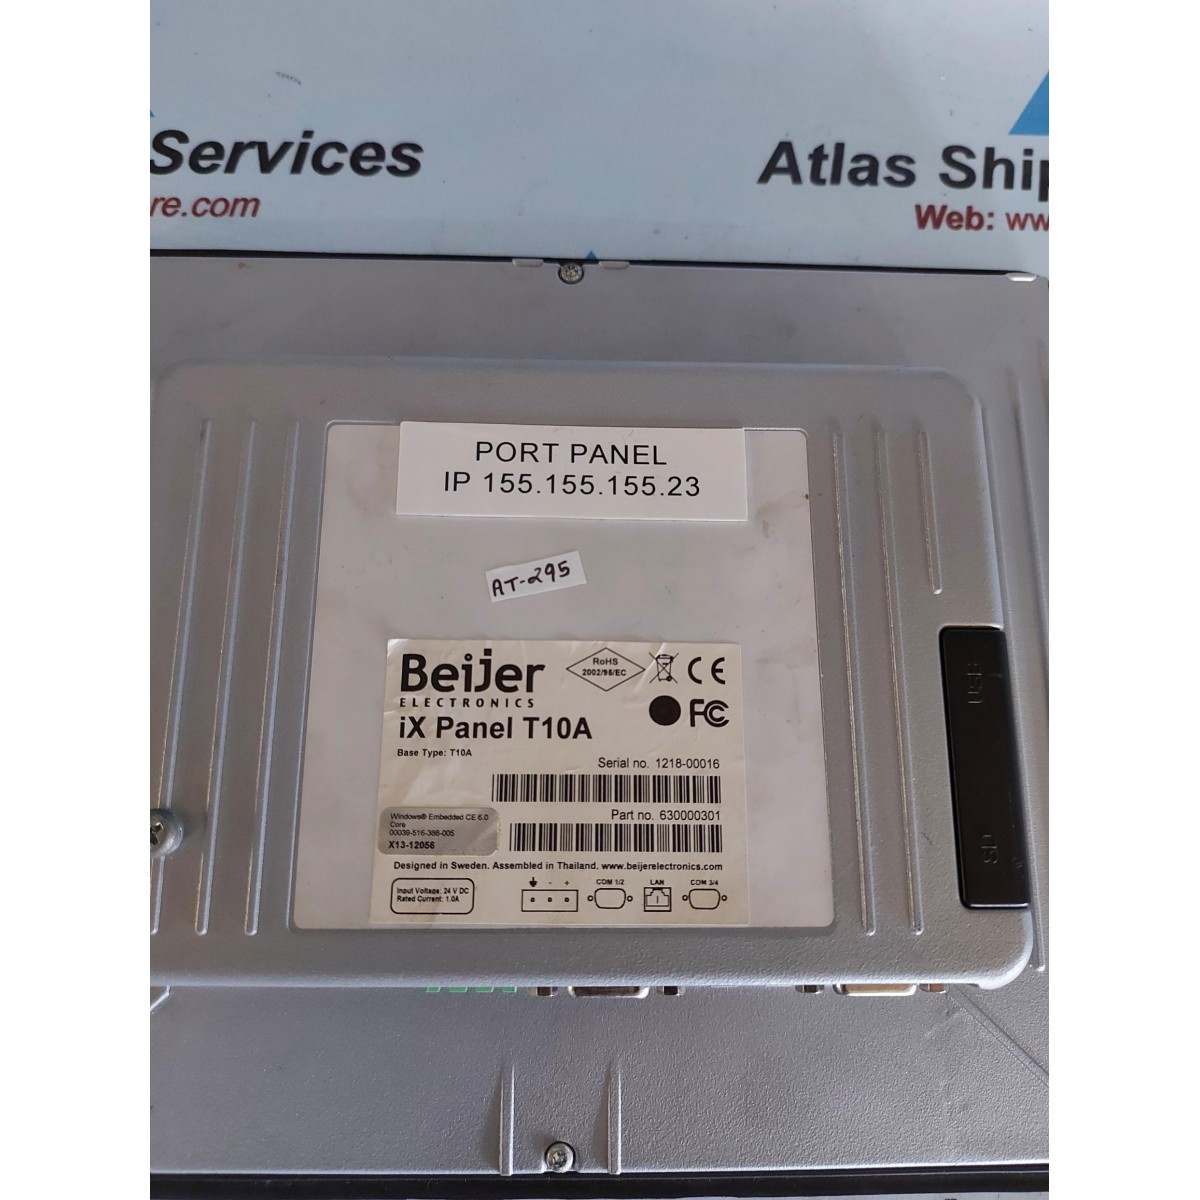 Services
re.com
Atlas Ship
Web: ww
PORT PANEL
IP 155.155.155.23
AT-295
Beijer
ELECTRONICS
RoHS
2002/96/EC
CE
FC
iX Panel T10A
Base Type: T10A
Serial no. 1218-00016
Part no. 630000301
Windows® Embedded CE 6.0
Core
00039-516-386-005
X13-12056
Designed in Sweden. Assembled in Thailand. www.beijerelectronics.com
Input Voltage: 24 V DC
Rated Current: 1.0A
- +
COM 1/2
LAN
COM 3/4
USB